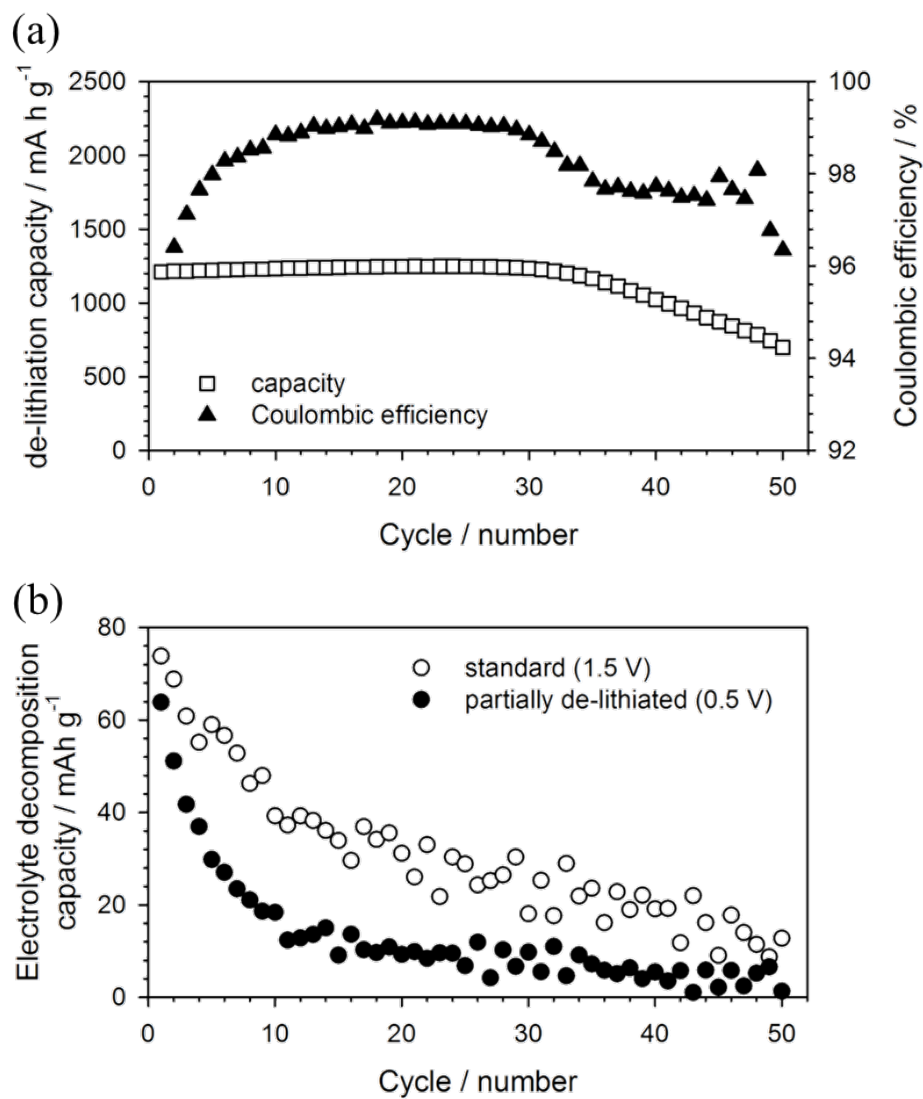 (a)
de-lithiation capacity / mA h g⁻¹
2500
2000
1500
1000
500
0
100
98
96
94
92
Coulombic efficiency / %
capacity
Coulombic efficiency
0 10 20 30 40 50
Cycle / number
(b)
Electrolyte decomposition
capacity / mAh g⁻¹
80
60
40
20
0
standard (1.5 V)
partially de-lithiated (0.5 V)
0 10 20 30 40 50
Cycle / number